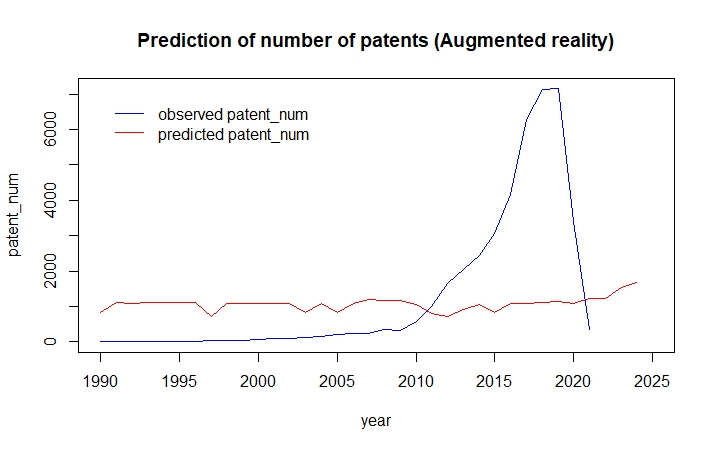 Prediction of number of patents (Augmented reality)
observed patent_num
predicted patent_num
patent_num
6000
4000
2000
0
1990 1995 2000 2005 2010 2015 2020 2025
year